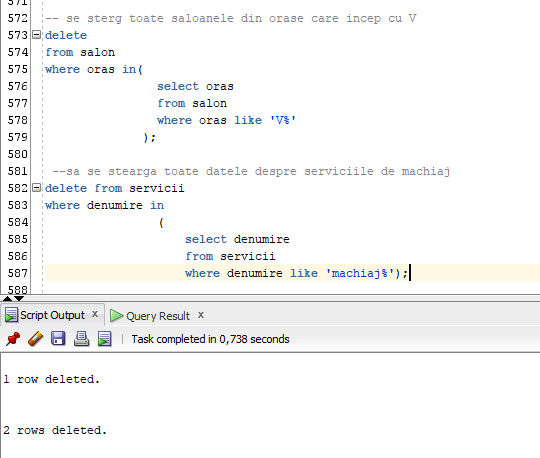 571
572 -- se sterg toate saloanele din orase care incep cu V
573 delete
574 from salon
575 where oras in(
576 select oras
577 from salon
578 where oras like 'V%'
579 );
580
581 --sa se stearga toate datele despre serviciile de machiaj
582 delete from servicii
583 where denumire in
584 (
585 select denumire
586 from servicii
587 where denumire like 'machiaj%');
588
Script Output x Query Result x
Task completed in 0,738 seconds
1 row deleted.
2 rows deleted.